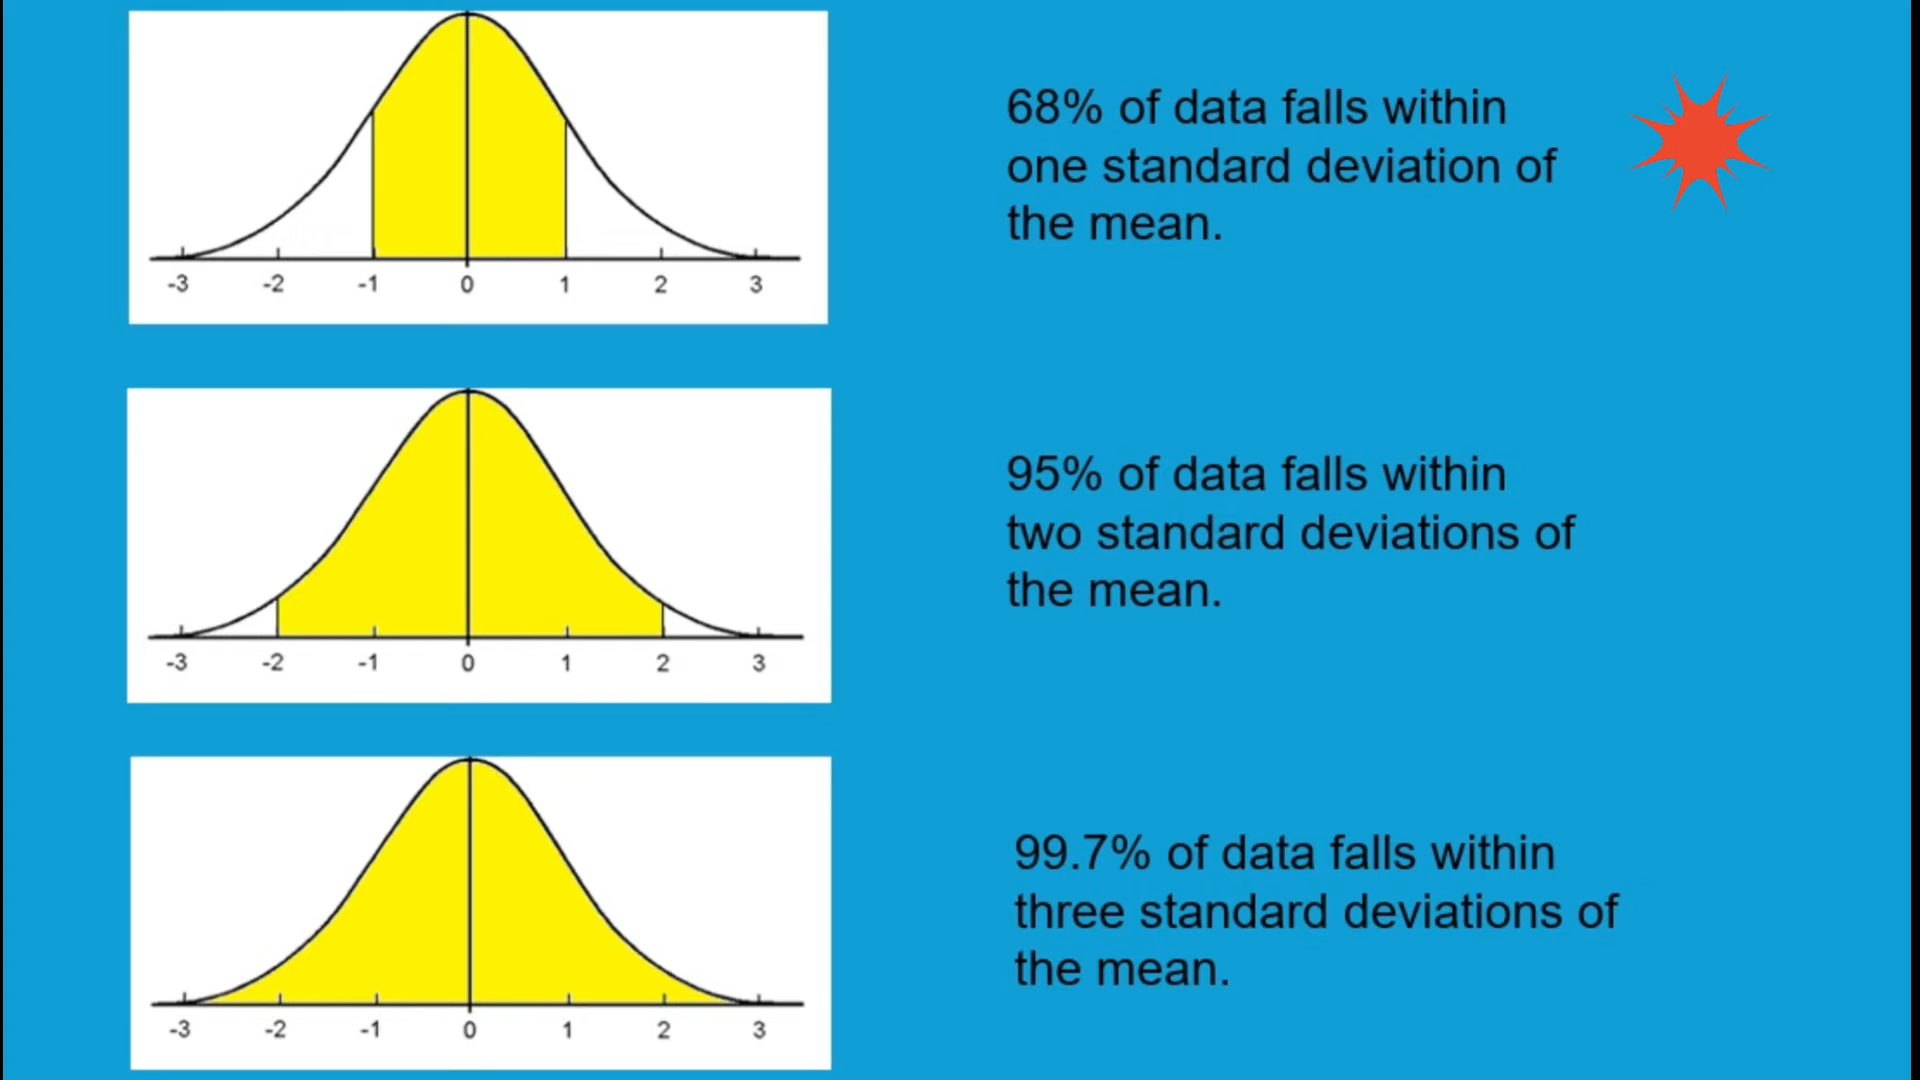 68% of data falls within
one standard deviation of
the mean.
-3 -2 -1 0 1 2 3
95% of data falls within
two standard deviations of
the mean.
-3 -2 -1 0 1 2 3
99.7% of data falls within
three standard deviations of
the mean.
-3 -2 -1 0 1 2 3